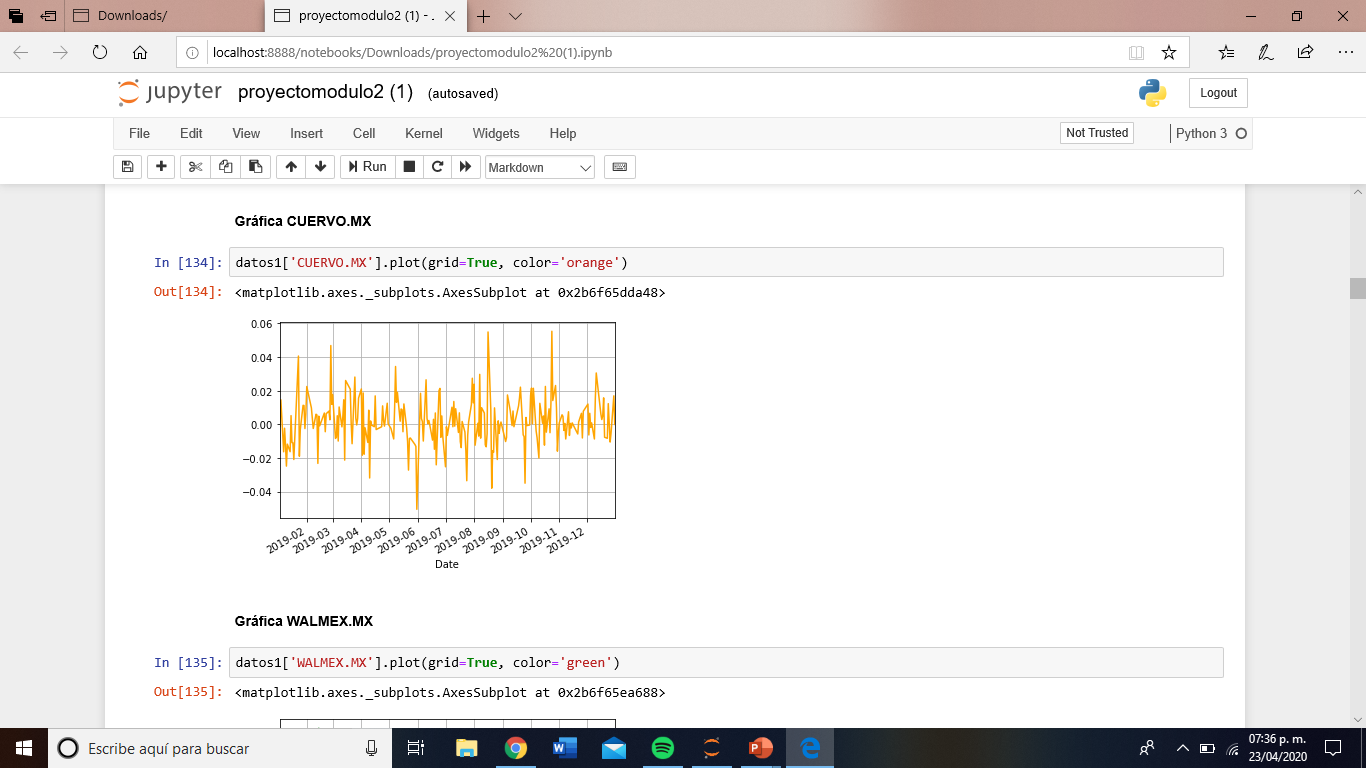 Downloads/
proyectomodulo2 (1) - .
localhost:8888/notebooks/Downloads/proyectomodulo2%20(1).ipynb
jupyter proyectomodulo2 (1) (autosaved)
Logout
File Edit View Insert Cell Kernel Widgets Help
Not Trusted
Python 3
Run
Markdown
Gráfica CUERVO.MX
In [134]: datos1['CUERVO.MX'].plot(grid=True, color='orange')
Out[134]: <matplotlib.axes._subplots.AxesSubplot at 0x2b6f65dda48>
0.06
0.04
0.02
0.00
−0.02
−0.04
2019-02 2019-03 2019-04 2019-05 2019-06 2019-07 2019-08 2019-09 2019-10 2019-11 2019-12
Date
Gráfica WALMEX.MX
In [135]: datos1['WALMEX.MX'].plot(grid=True, color='green')
Out[135]: <matplotlib.axes._subplots.AxesSubplot at 0x2b6f65ea688>
Escribe aquí para buscar
07:36 p. m.
23/04/2020